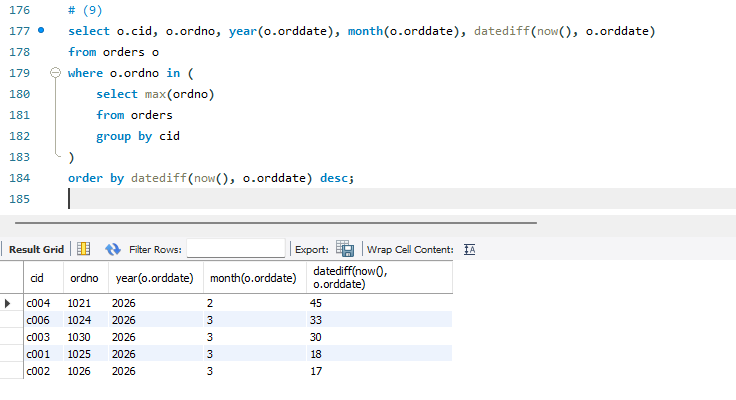 176 # (9)
177 select o.cid, o.ordno, year(o.orddate), month(o.orddate), datediff(now(), o.orddate)
178 from orders o
179 where o.ordno in (
180 select max(ordno)
181 from orders
182 group by cid
183 )
184 order by datediff(now(), o.orddate) desc;
185
Result Grid Filter Rows: Export: Wrap Cell Content:
cid ordno year(o.orddate) month(o.orddate) datediff(now(),
o.orddate)
c004 1021 2026 2 45
c006 1024 2026 3 33
c003 1030 2026 3 30
c001 1025 2026 3 18
c002 1026 2026 3 17